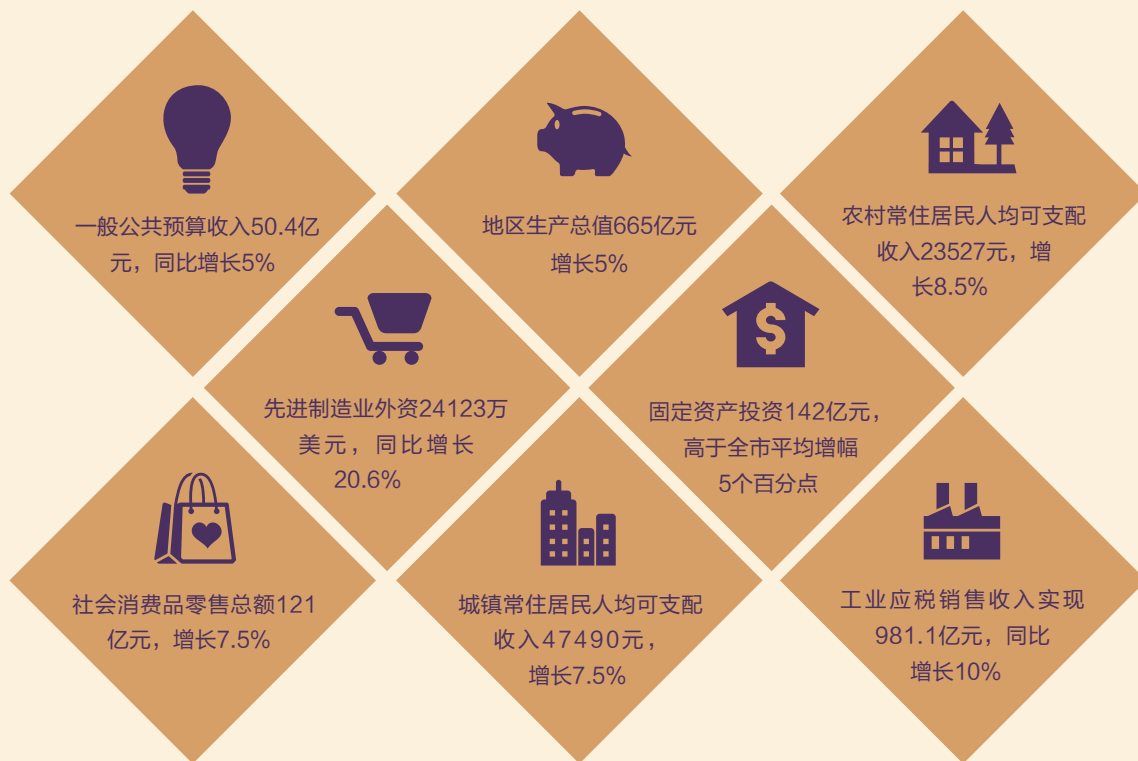 一般公共预算收入50.4亿
元，同比增长5%
地区生产总值665亿元
增长5%
农村常住居民人均可支配
收入23527元，增
长8.5%
先进制造业外资24123万
美元，同比增长
20.6%
固定资产投资142亿元，
高于全市平均增幅
5个百分点
社会消费品零售总额121
亿元，增长7.5%
城镇常住居民人均可支配
收入47490元，
增长7.5%
工业应税销售收入实现
981.1亿元，同比
增长10%